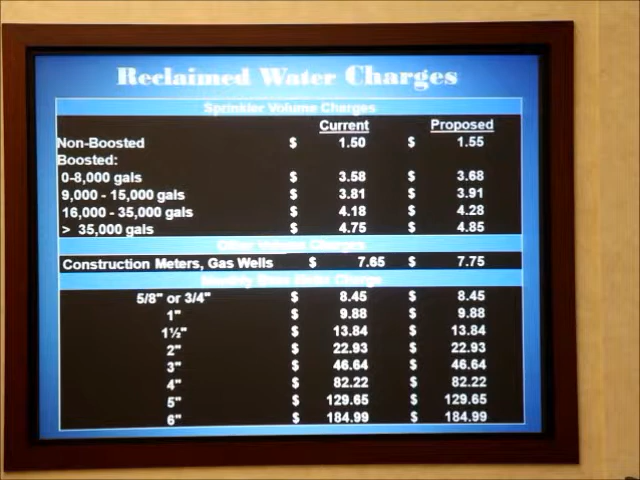 Reclaimed Water Charges
Sprinkler Volume Charges
Current Proposed
Non-Boosted $ 1.50 $ 1.55
Boosted:
0-8,000 gals $ 3.58 $ 3.68
9,000 - 15,000 gals $ 3.81 $ 3.91
16,000 - 35,000 gals $ 4.18 $ 4.28
> 35,000 gals $ 4.75 $ 4.85
Other Volume Charges
Construction Meters, Gas Wells $ 7.65 $ 7.75
Monthly Base Meter Charge
5/8" or 3/4" $ 8.45 $ 8.45
1" $ 9.88 $ 9.88
1½" $ 13.84 $ 13.84
2" $ 22.93 $ 22.93
3" $ 46.64 $ 46.64
4" $ 82.22 $ 82.22
5" $ 129.65 $ 129.65
6" $ 184.99 $ 184.99